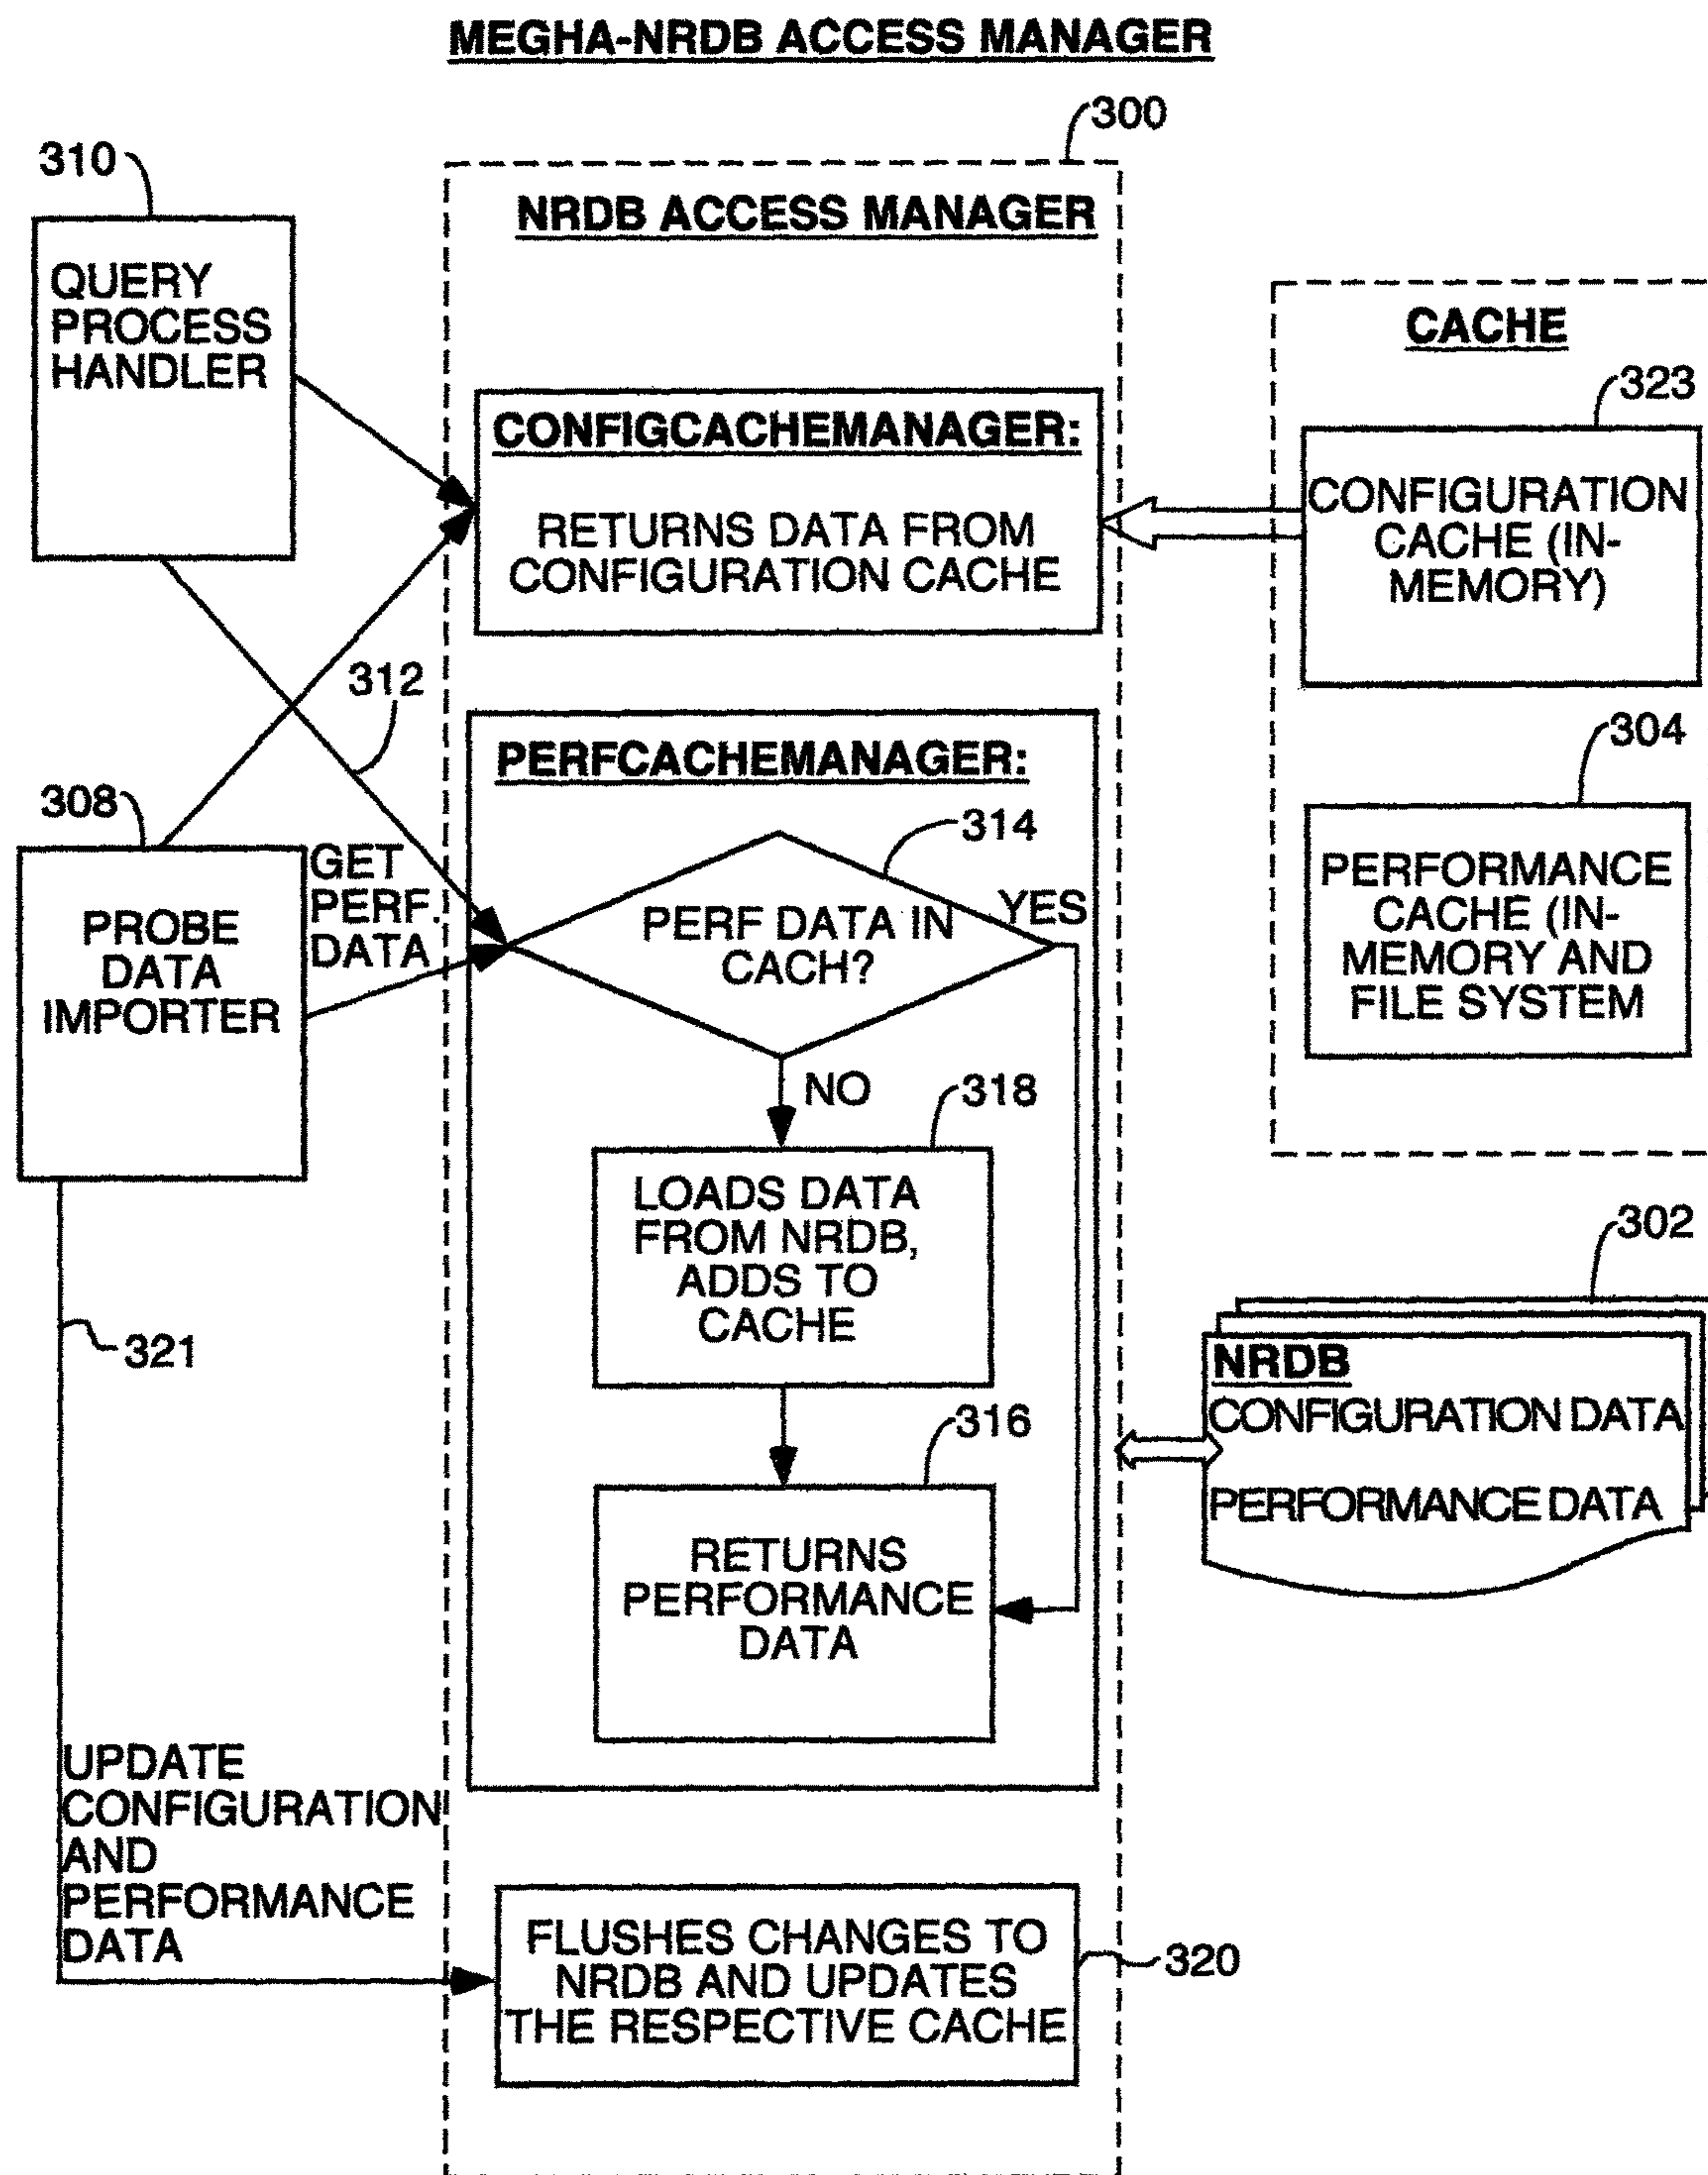 MEGHA-NRDB ACCESS MANAGER
300
310
NRDB ACCESS MANAGER
QUERY
PROCESS
HANDLER
CACHE
323
CONFIGCACHEMANAGER:
RETURNS DATA FROM
CONFIGURATION CACHE
CONFIGURATION
CACHE (IN-
MEMORY)
312
304
PERFCACHEMANAGER:
308
314
GET
PERF.
DATA
YES
PERF DATA IN
CACH?
PROBE
DATA
IMPORTER
PERFORMANCE
CACHE (IN-
MEMORY AND
FILE SYSTEM
NO
318
LOADS DATA
FROM NRDB,
ADDS TO
CACHE
302
321
NRDB
CONFIGURATION DATA
PERFORMANCE DATA
316
RETURNS
PERFORMANCE
DATA
UPDATE
CONFIGURATION
AND
PERFORMANCE
DATA
FLUSHES CHANGES TO
NRDB AND UPDATES
THE RESPECTIVE CACHE
320